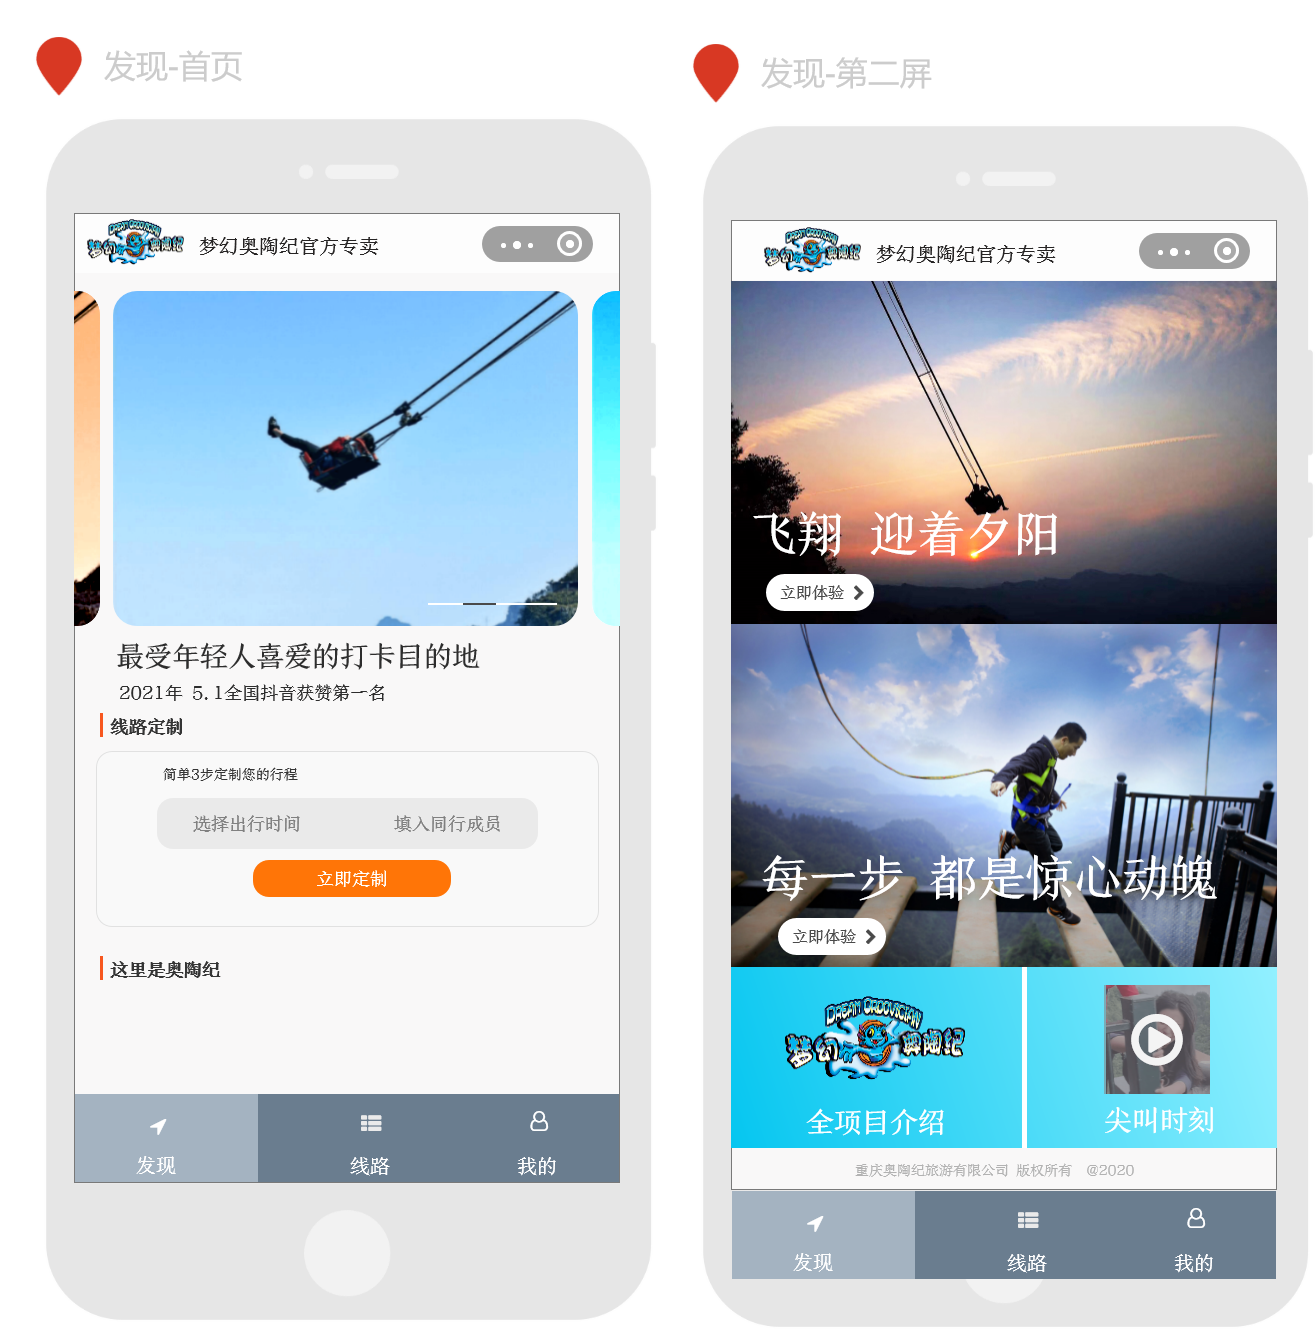 发现-首页
梦幻奥陶纪官方专卖
最受年轻人喜爱的打卡目的地
2021年 5.1全国抖音获赞第一名
线路定制
简单3步定制您的行程
选择出行时间 填入同行成员
立即定制
这里是奥陶纪
发现 线路 我的
发现-第二屏
梦幻奥陶纪官方专卖
飞翔 迎着夕阳
立即体验
每一步 都是惊心动魄
立即体验
DREAM ORDOVICIAN
梦幻奥陶纪
全项目介绍 尖叫时刻
重庆奥陶纪旅游有限公司 版权所有 @2020
发现 线路 我的